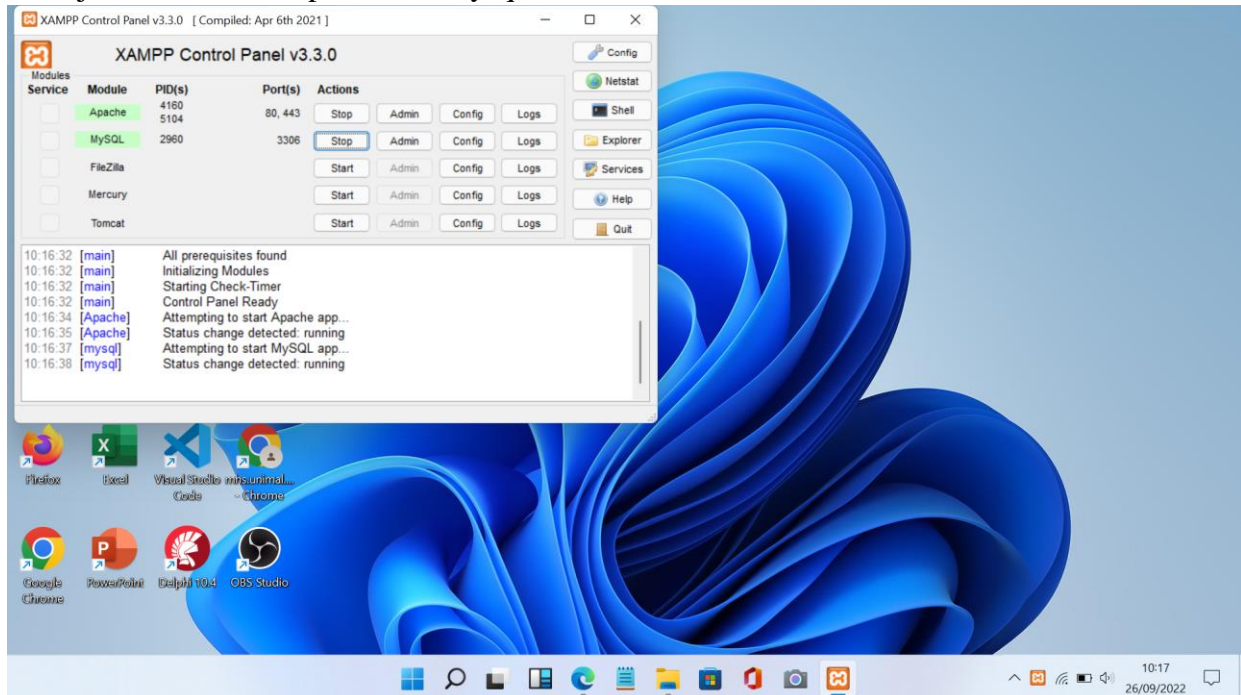 XAMPP Control Panel v3.3.0 [ Compiled: Apr 6th 2021 ]
XAMPP Control Panel v3.3.0
Config
Modules
Netstat
Service Module PID(s) Port(s) Actions
Apache 4160 5104 80, 443 Stop Admin Config Logs
Shell
MySQL 2960 3306 Stop Admin Config Logs
Explorer
FileZilla Start Admin Config Logs
Services
Mercury Start Admin Config Logs
Help
Tomcat Start Admin Config Logs
Quit
10:16:32 [main] All prerequisites found
10:16:32 [main] Initializing Modules
10:16:32 [main] Starting Check-Timer
10:16:32 [main] Control Panel Ready
10:16:34 [Apache] Attempting to start Apache app...
10:16:35 [Apache] Status change detected: running
10:16:37 [mysql] Attempting to start MySQL app...
10:16:38 [mysql] Status change detected: running
Firefox Excel Visual Studio Code mhs.unimal.... - Chrome
Google Chrome PowerPoint Delphi 10.4 OBS Studio
10:17
26/09/2022